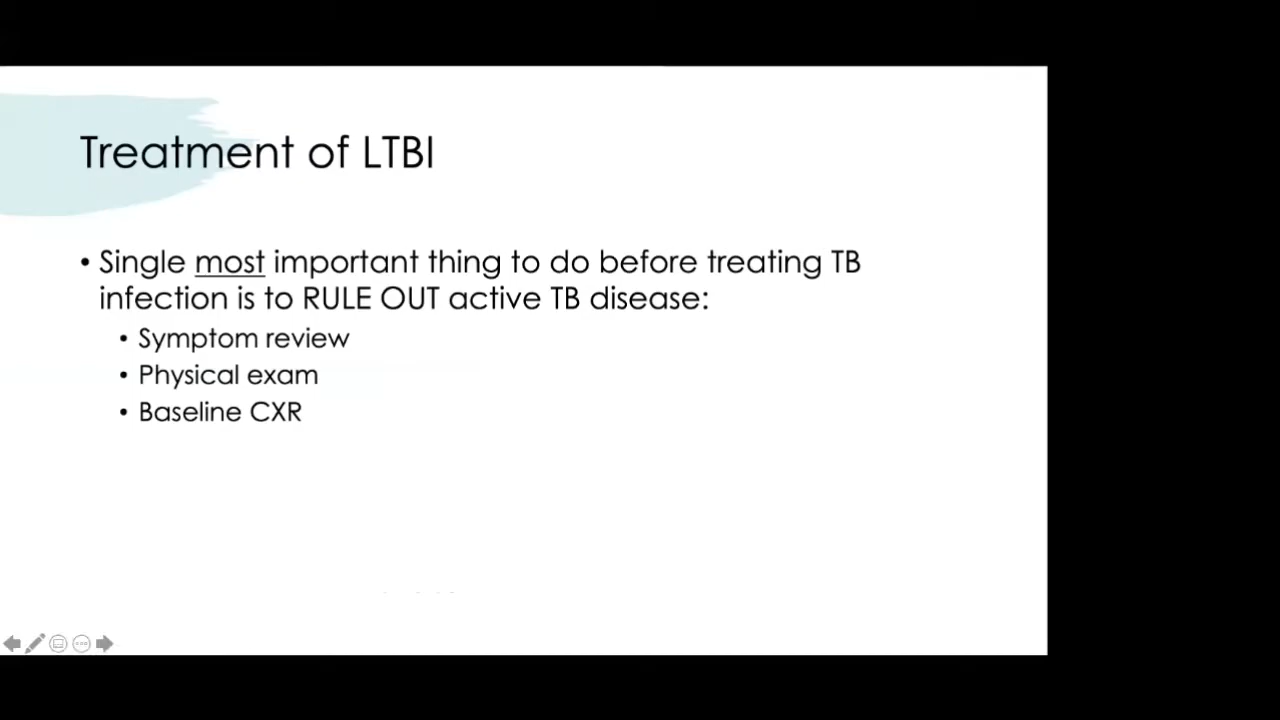 Treatment of LTBI
• Single most important thing to do before treating TB
infection is to RULE OUT active TB disease:
• Symptom review
• Physical exam
• Baseline CXR